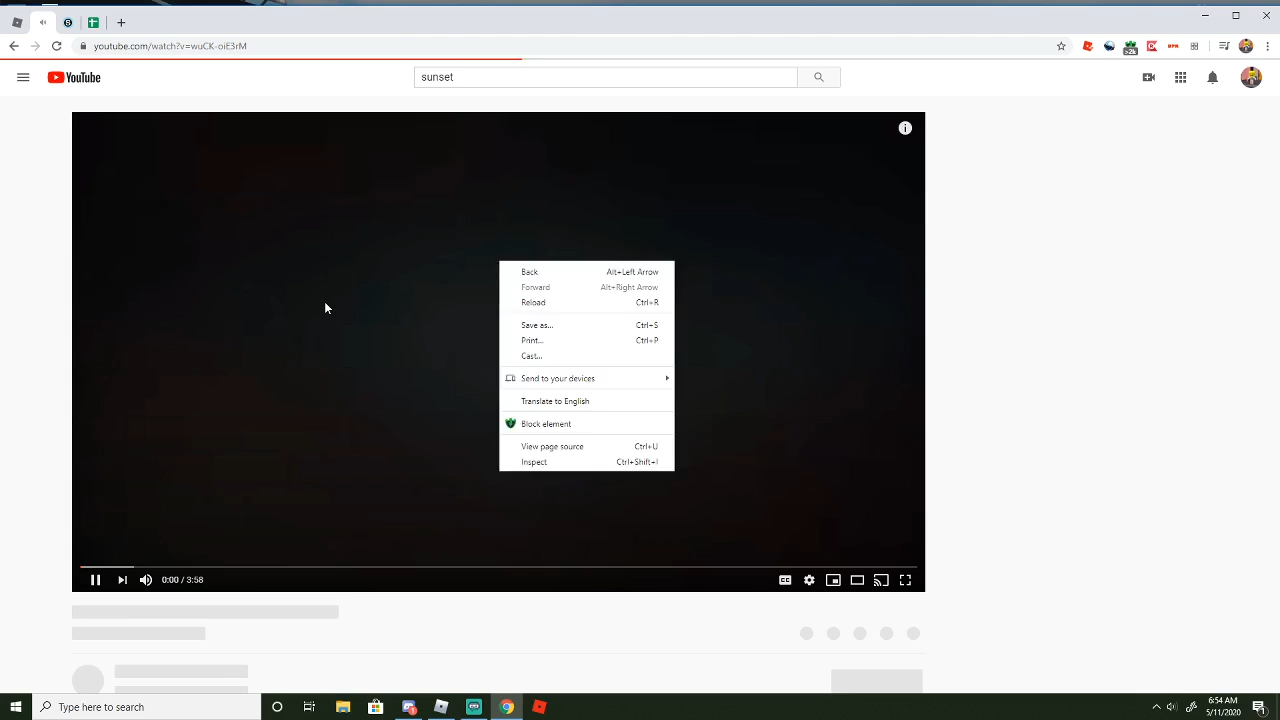 youtube.com/watch?v=wuCK-oiE3rM
52k
YouTube
sunset
Back Alt+Left Arrow
Forward Alt+Right Arrow
Reload Ctrl+R
Save as... Ctrl+S
Print... Ctrl+P
Cast...
Send to your devices
Translate to English
Block element
View page source Ctrl+U
Inspect Ctrl+Shift+I
0:00 / 3:58
Type here to search
6:54 AM
5/11/2020